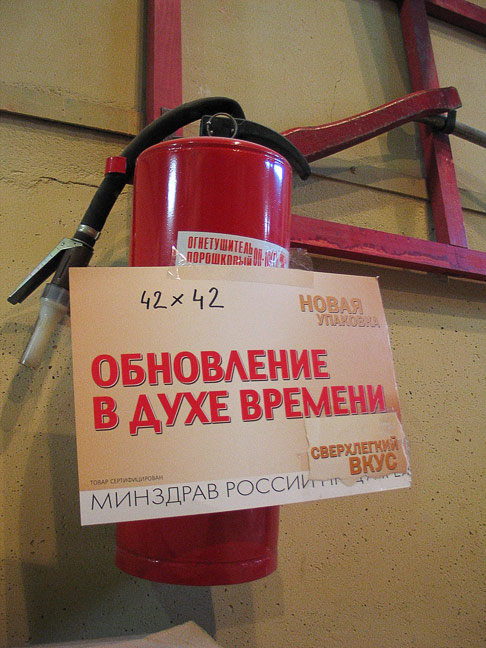 ОГНЕТУШИТЕЛЬ
ПОРОШКОВЫЙ
42 × 42
НОВАЯ
УПАКОВКА
ОБНОВЛЕНИЕ
В ДУХЕ ВРЕМЕНИ
СВЕРХЛЕГКИЙ
ВКУС
ТОВАР СЕРТИФИЦИРОВАН
МИНЗДРАВ РОССИИ